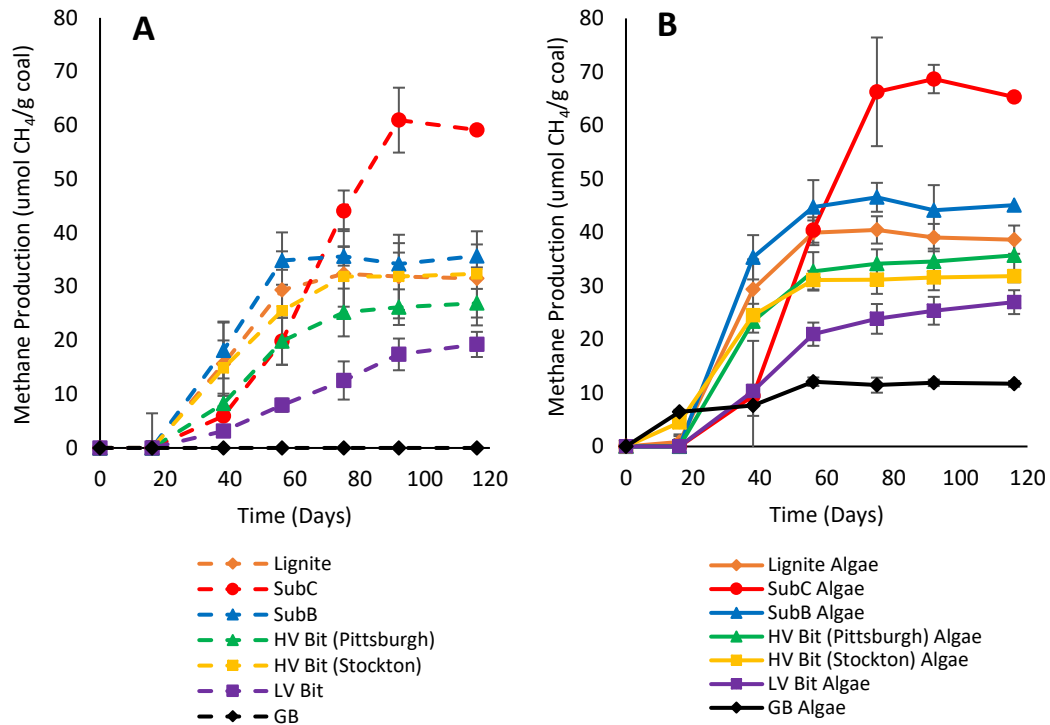 A
Methane Production (umol CH4/g coal)
80
70
60
50
40
30
20
10
0
0 20 40 60 80 100 120
Time (Days)
Lignite
SubC
SubB
HV Bit (Pittsburgh)
HV Bit (Stockton)
LV Bit
GB
B
Methane Production (umol CH4/g coal)
80
70
60
50
40
30
20
10
0
0 20 40 60 80 100 120
Time (Days)
Lignite Algae
SubC Algae
SubB Algae
HV Bit (Pittsburgh) Algae
HV Bit (Stockton) Algae
LV Bit Algae
GB Algae